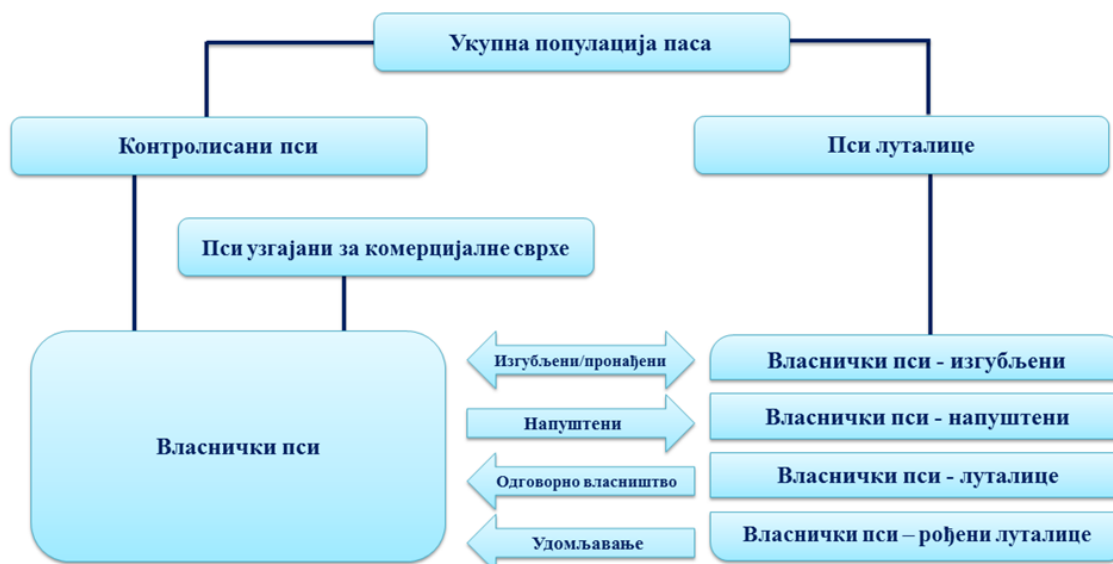 Укупна популација паса
Контролисани пси
Пси луталице
Пси узгајани за комерцијалне сврхе
Власнички пси
Изгубљени/пронађени
Напуштени
Одговорно власништво
Удомљавање
Власнички пси - изгубљени
Власнички пси - напуштени
Власнички пси - луталице
Власнички пси – рођени луталице